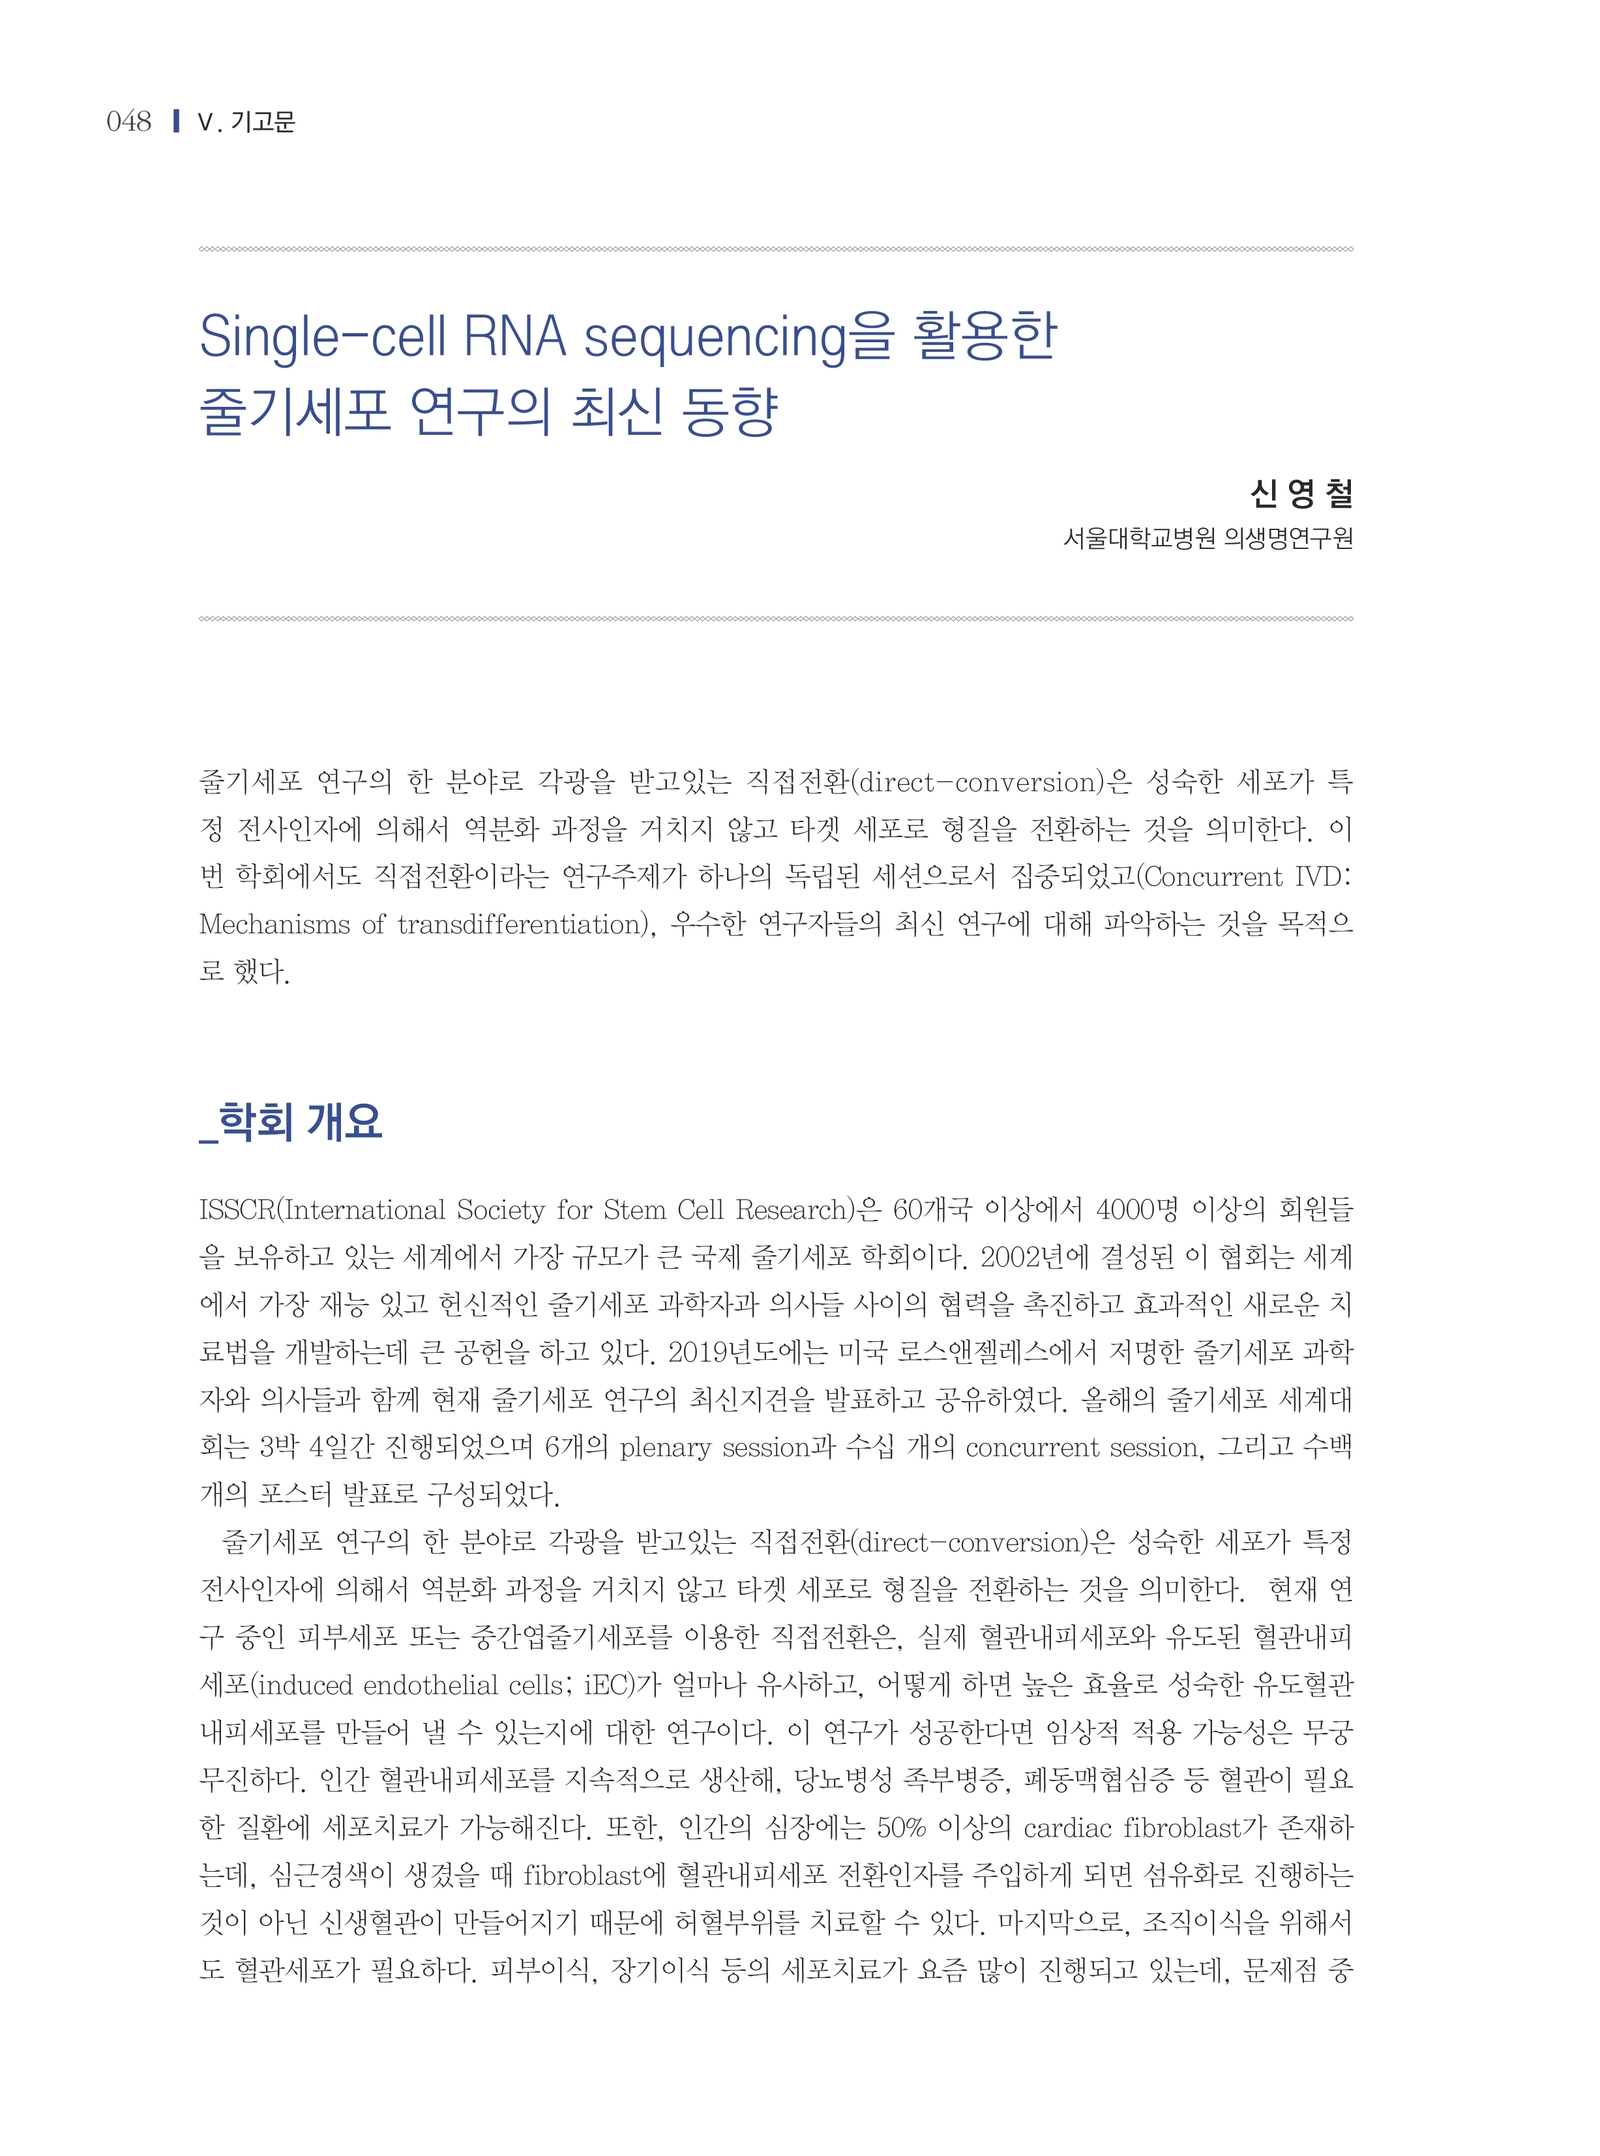 048 V. 기고문
Single-cell RNA sequencing을 활용한
줄기세포 연구의 최신 동향
신 영 철
서울대학교병원 의생명연구원
줄기세포 연구의 한 분야로 각광을 받고있는 직접전환(direct-conversion)은 성숙한 세포가 특
정 전사인자에 의해서 역분화 과정을 거치지 않고 타겟 세포로 형질을 전환하는 것을 의미한다. 이
번 학회에서도 직접전환이라는 연구주제가 하나의 독립된 세션으로서 집중되었고(Concurrent IVD:
Mechanisms of transdifferentiation), 우수한 연구자들의 최신 연구에 대해 파악하는 것을 목적으
로 했다.
_학회 개요
ISSCR(International Society for Stem Cell Research)은 60개국 이상에서 4000명 이상의 회원들
을 보유하고 있는 세계에서 가장 규모가 큰 국제 줄기세포 학회이다. 2002년에 결성된 이 협회는 세계
에서 가장 재능 있고 헌신적인 줄기세포 과학자과 의사들 사이의 협력을 촉진하고 효과적인 새로운 치
료법을 개발하는데 큰 공헌을 하고 있다. 2019년도에는 미국 로스앤젤레스에서 저명한 줄기세포 과학
자와 의사들과 함께 현재 줄기세포 연구의 최신지견을 발표하고 공유하였다. 올해의 줄기세포 세계대
회는 3박 4일간 진행되었으며 6개의 plenary session과 수십 개의 concurrent session, 그리고 수백
개의 포스터 발표로 구성되었다.
줄기세포 연구의 한 분야로 각광을 받고있는 직접전환(direct-conversion)은 성숙한 세포가 특정
전사인자에 의해서 역분화 과정을 거치지 않고 타겟 세포로 형질을 전환하는 것을 의미한다. 현재 연
구 중인 피부세포 또는 중간엽줄기세포를 이용한 직접전환은, 실제 혈관내피세포와 유도된 혈관내피
세포(induced endothelial cells; iEC)가 얼마나 유사하고, 어떻게 하면 높은 효율로 성숙한 유도혈관
내피세포를 만들어 낼 수 있는지에 대한 연구이다. 이 연구가 성공한다면 임상적 적용 가능성은 무궁
무진하다. 인간 혈관내피세포를 지속적으로 생산해, 당뇨병성 족부병증, 폐동맥협심증 등 혈관이 필요
한 질환에 세포치료가 가능해진다. 또한, 인간의 심장에는 50% 이상의 cardiac fibroblast가 존재하
는데, 심근경색이 생겼을 때 fibroblast에 혈관내피세포 전환인자를 주입하게 되면 섬유화로 진행하는
것이 아닌 신생혈관이 만들어지기 때문에 허혈부위를 치료할 수 있다. 마지막으로, 조직이식을 위해서
도 혈관세포가 필요하다. 피부이식, 장기이식 등의 세포치료가 요즘 많이 진행되고 있는데, 문제점 중